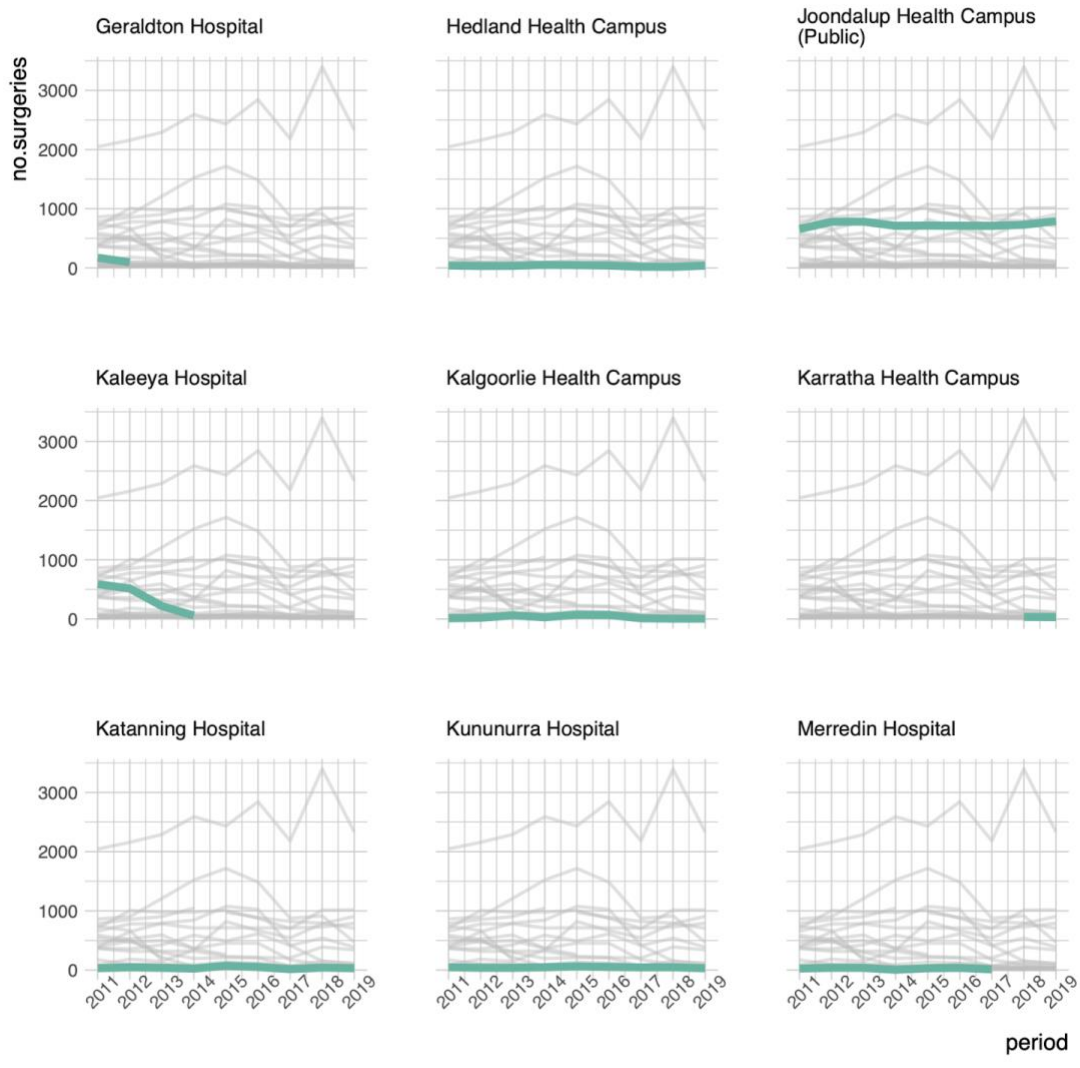 Geraldton Hospital
Hedland Health Campus
Joondalup Health Campus
(Public)
no.surgeries
3000
2000
1000
0
Kaleeya Hospital
Kalgoorlie Health Campus
Karratha Health Campus
3000
2000
1000
0
Katanning Hospital
Kununurra Hospital
Merredin Hospital
3000
2000
1000
0
2011 2012 2013 2014 2015 2016 2017 2018 2019
2011 2012 2013 2014 2015 2016 2017 2018 2019
2011 2012 2013 2014 2015 2016 2017 2018 2019
period